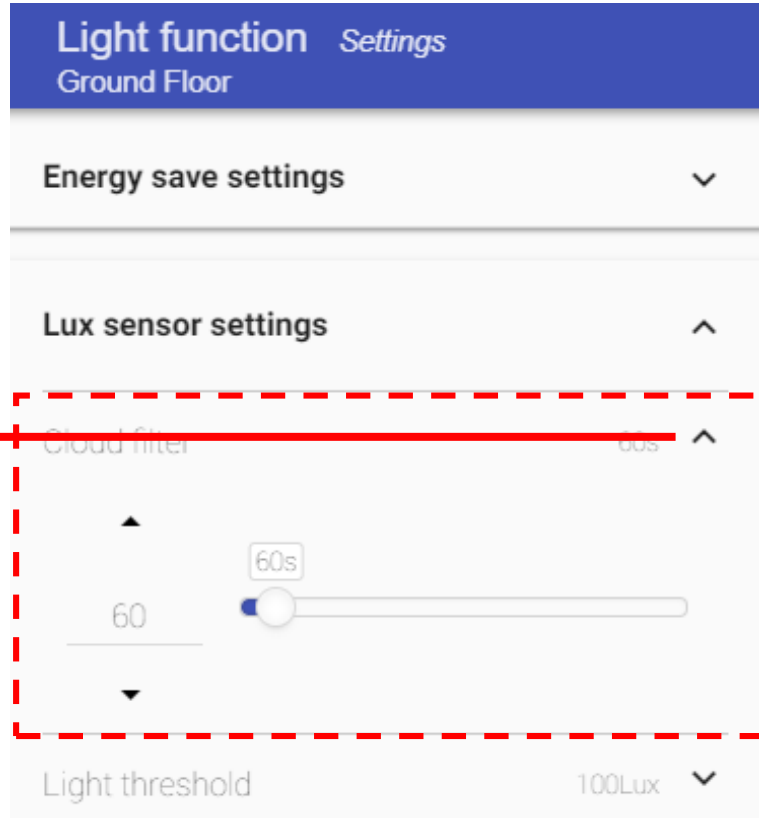 Light function Settings
Ground Floor
Energy save settings
Lux sensor settings
Cloud filter 60s
60s
60
Light threshold 100Lux